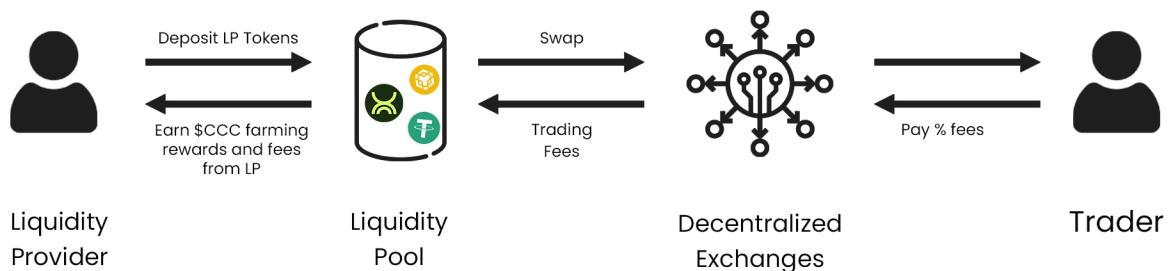 Deposit LP Tokens
Earn $CCC farming
rewards and fees
from LP
Swap
Trading
Fees
Pay % fees
Liquidity
Provider
Liquidity
Pool
Decentralized
Exchanges
Trader